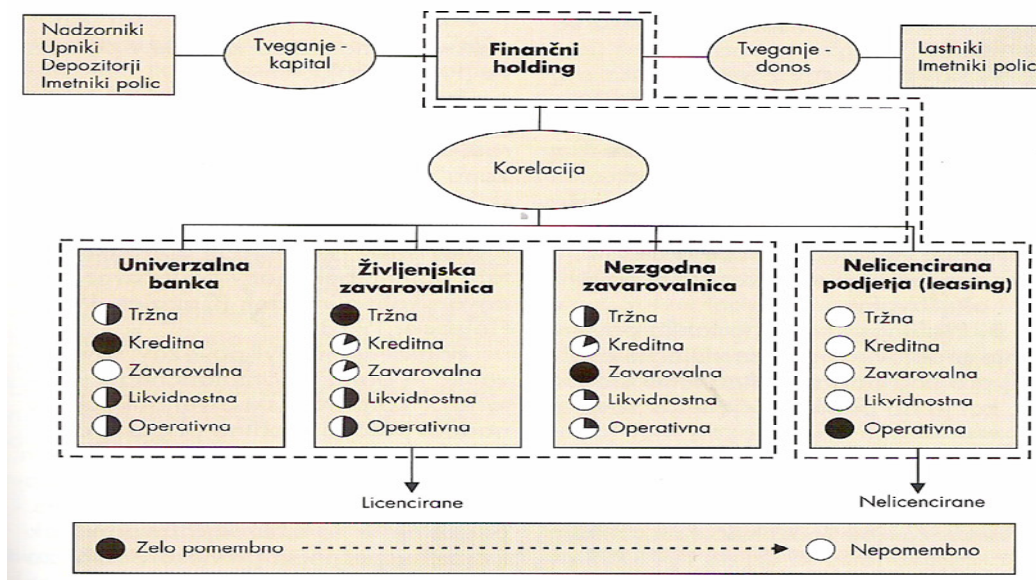 Nadzorniki
Upniki
Depozitorji
Imetniki polic
Tveganje -
kapital
Finančni
holding
Tveganje -
donos
Lastniki
Imetniki polic
Korelacija
Univerzalna
banka
Tržna
Kreditna
Zavarovalna
Likvidnostna
Operativna
Življenjska
zavarovalnica
Tržna
Kreditna
Zavarovalna
Likvidnostna
Operativna
Nezgodna
zavarovalnica
Tržna
Kreditna
Zavarovalna
Likvidnostna
Operativna
Nelicencirana
podjetja (leasing)
Tržna
Kreditna
Zavarovalna
Likvidnostna
Operativna
Licencirane
Nelicencirane
Zelo pomembno
Nepomembno